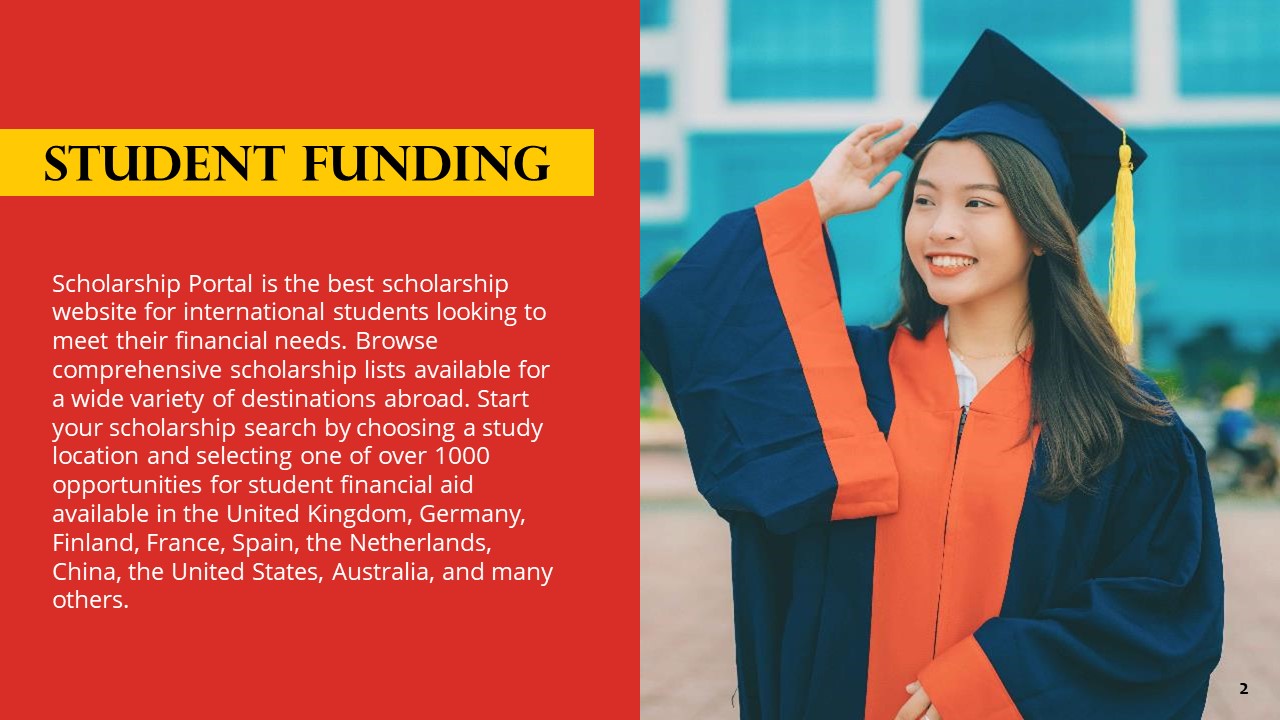 STUDENT FUNDING
Scholarship Portal is the best scholarship
website for international students looking to
meet their financial needs. Browse
comprehensive scholarship lists available for
a wide variety of destinations abroad. Start
your scholarship search by choosing a study
location and selecting one of over 1000
opportunities for student financial aid
available in the United Kingdom, Germany,
Finland, France, Spain, the Netherlands,
China, the United States, Australia, and many
others.
2